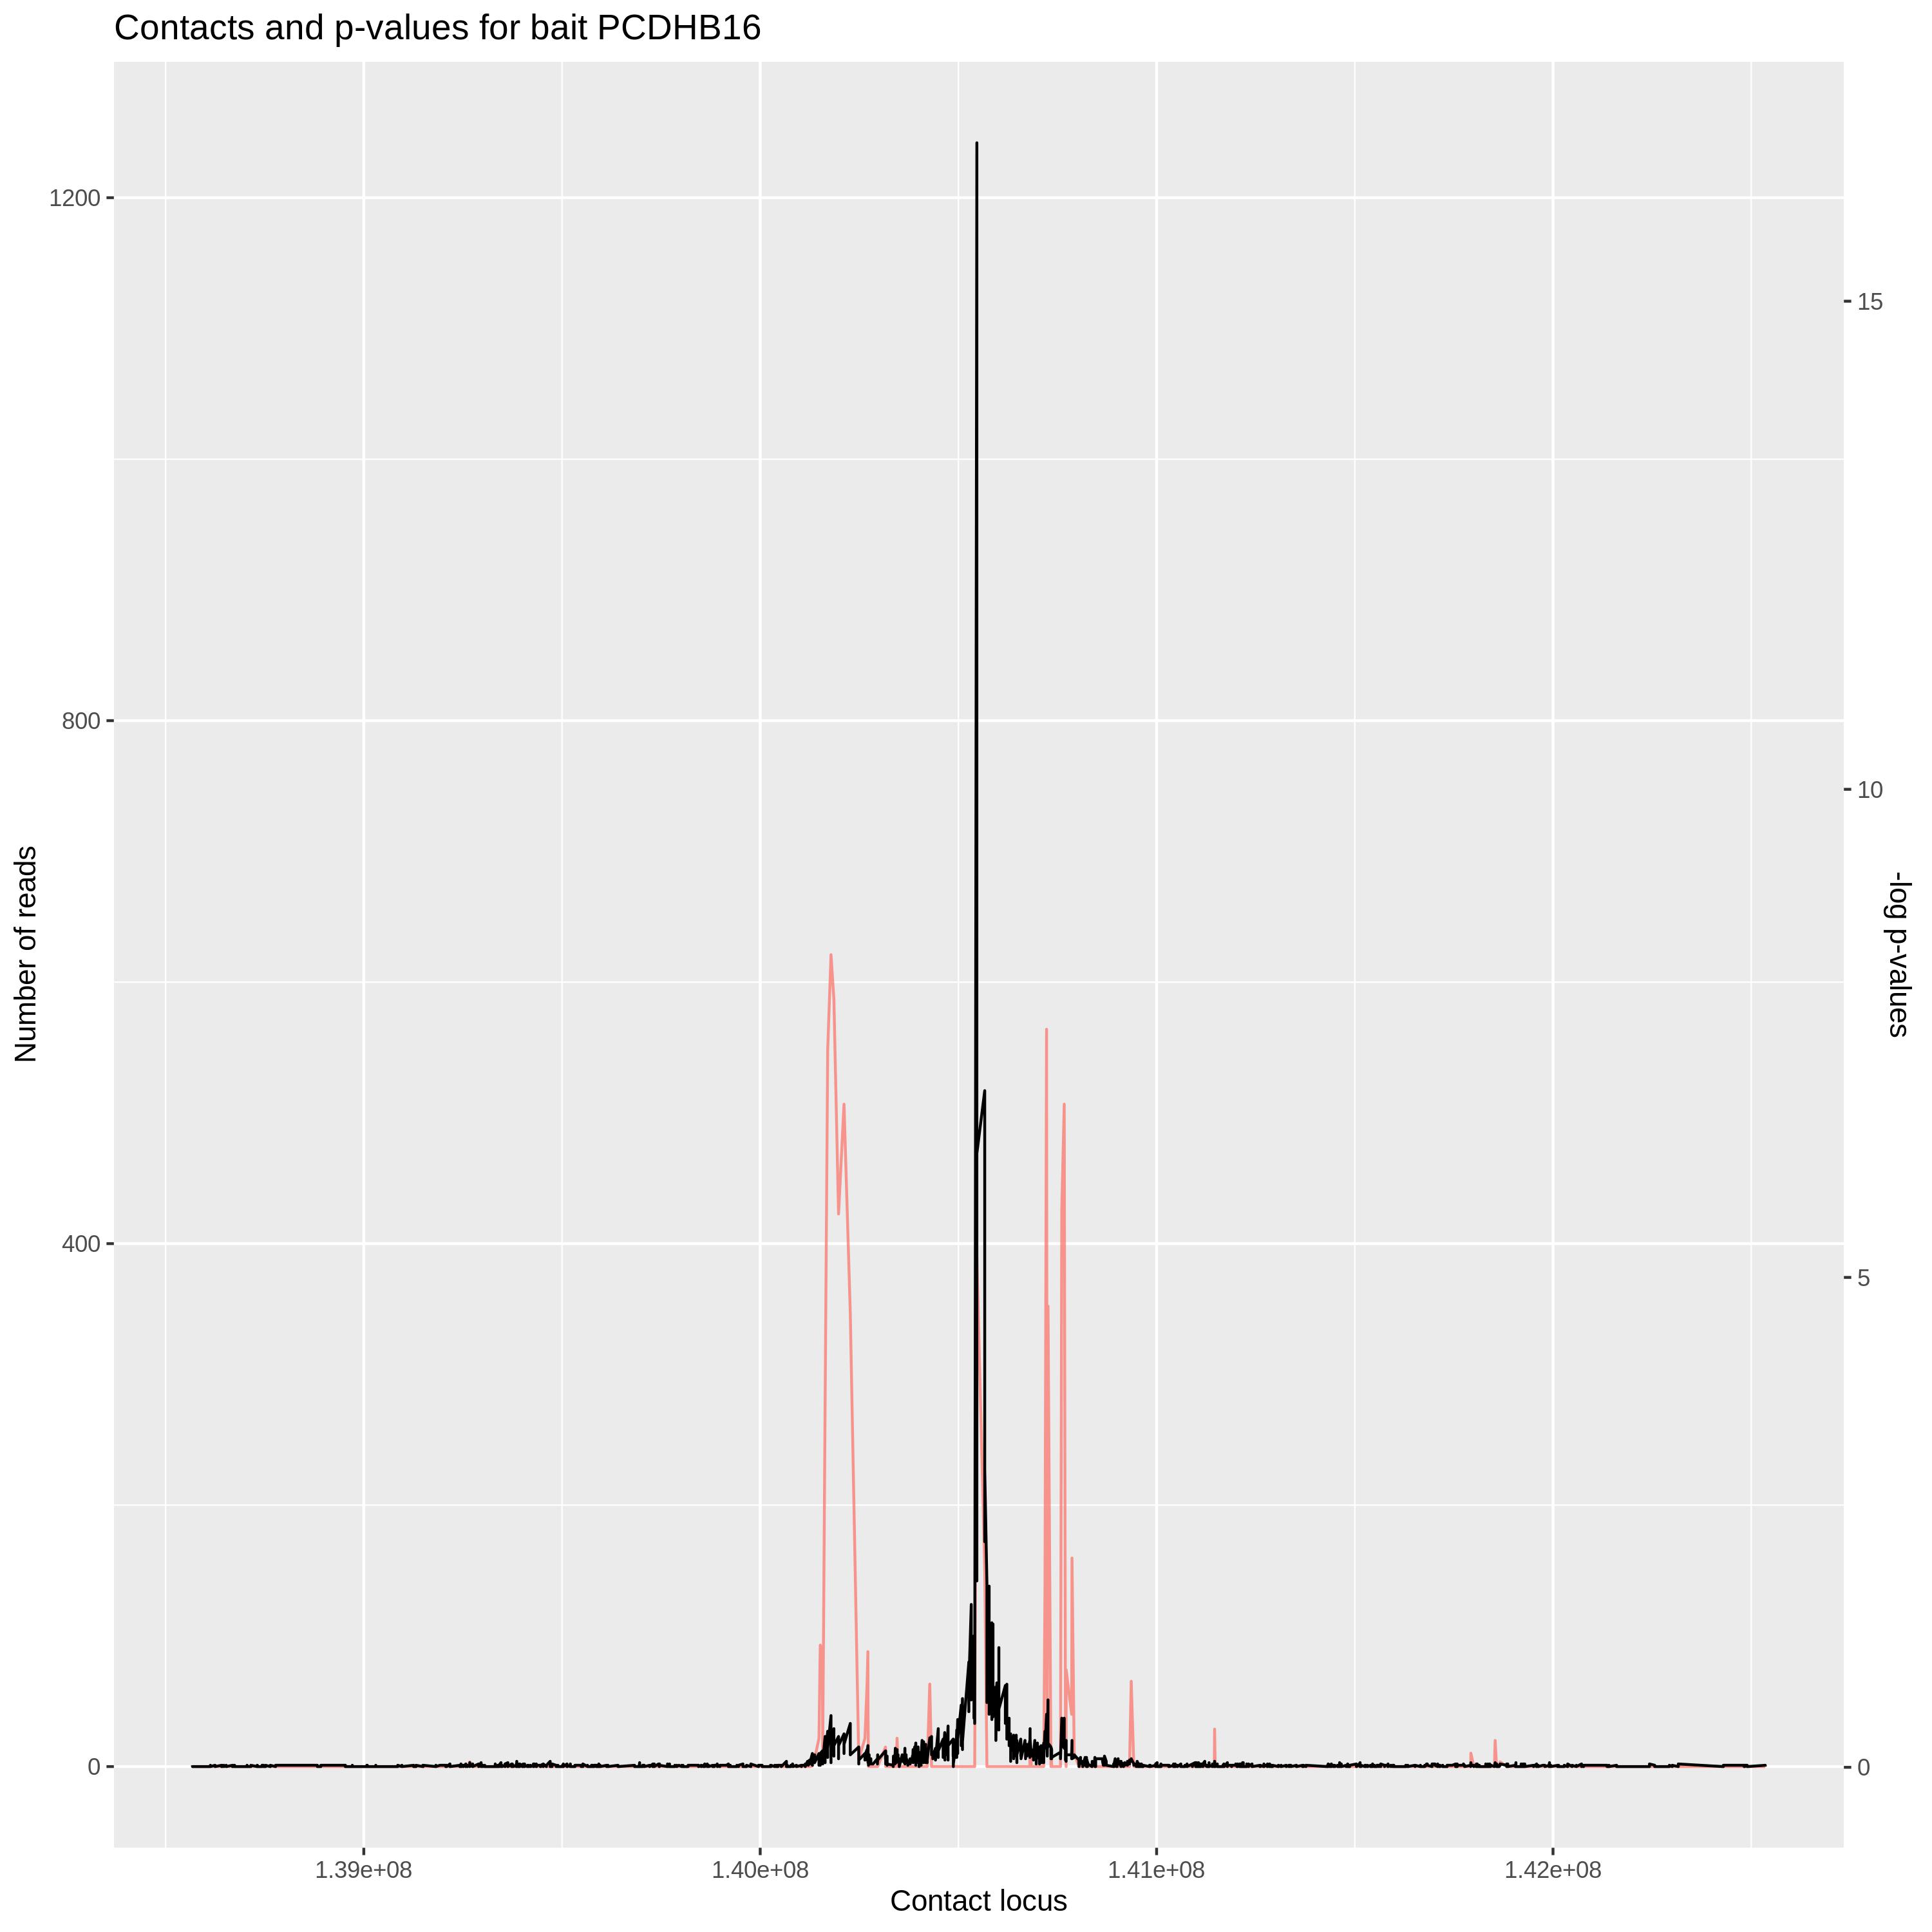 Contacts and p-values for bait PCDHB16
1200
800
400
0
Number of reads
15
10
5
0
-log p-values
1.39e+08
1.40e+08
1.41e+08
1.42e+08
Contact locus